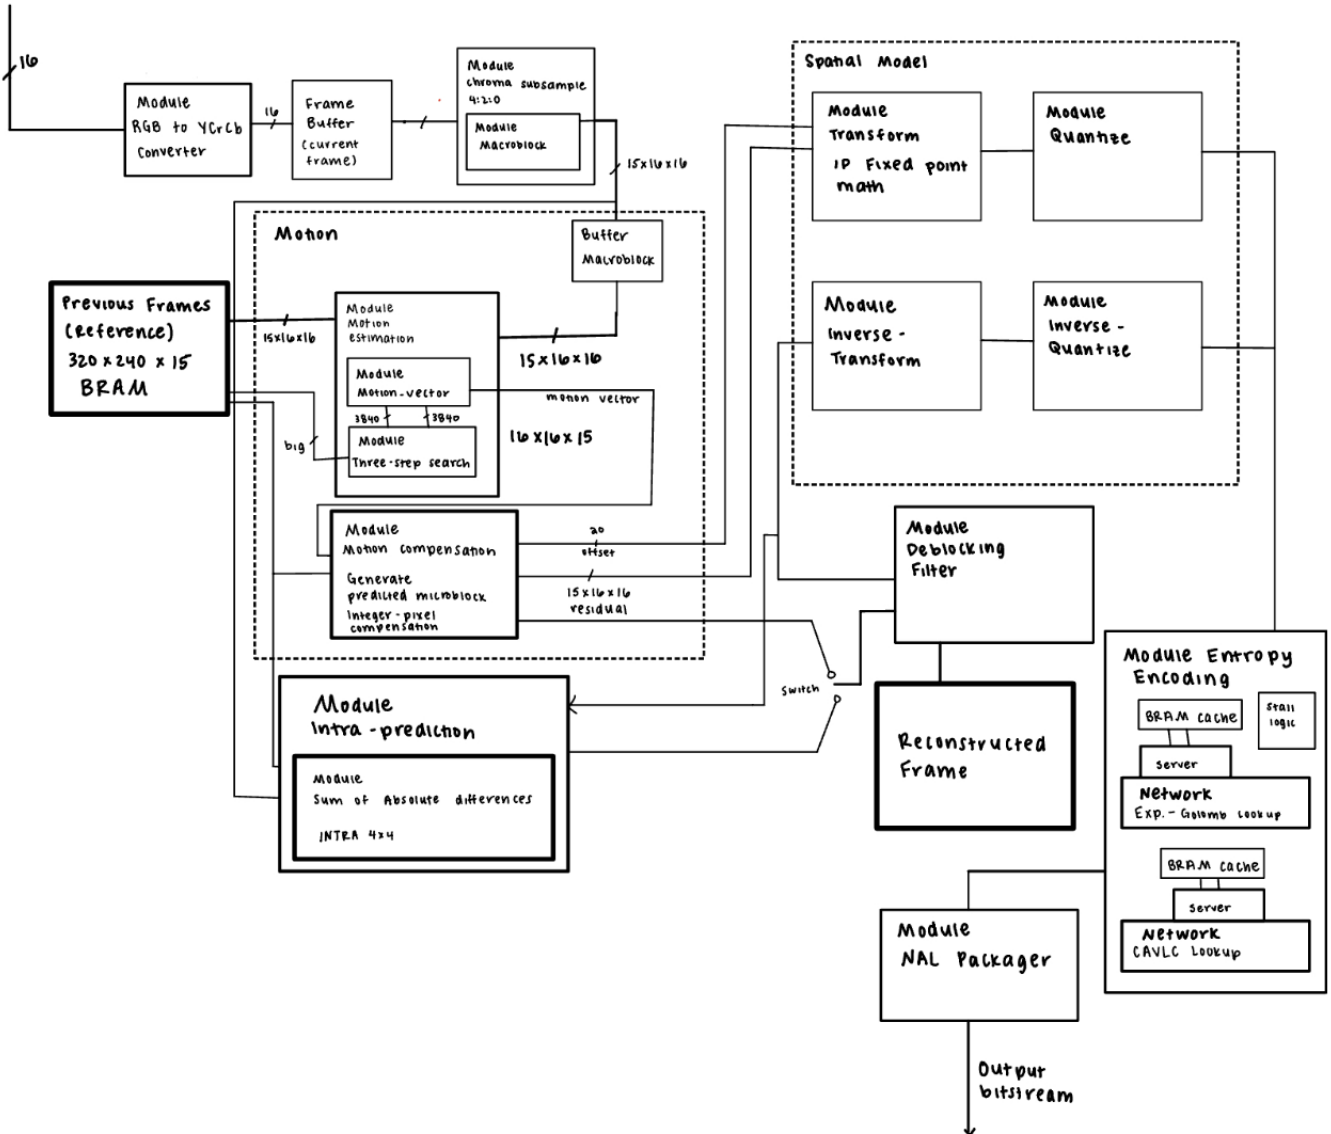 16
Module
RGB to YCrCb
Converter
16
Frame
Buffer
(current
frame)
Module
chroma subsample
4:2:0
Module
Macroblock
15x16x16
Spatial Model
Module
Transform
IP Fixed point
math
Module
Quantize
Module
Inverse-
Transform
Module
Inverse-
Quantize
Motion
Buffer
Macroblock
Previous Frames
(Reference)
320 x 240 x 15
BRAM
15x16x16
big
Module
Motion
estimation
15x16x16
Module
Motion-vector
motion vector
3840
3840
16x16x15
Module
Three-step search
Module
Motion compensation
Generate
predicted microblock
Integer-pixel
compensation
20
offset
15x16x16
residual
Switch
Module
Intra-prediction
Module
Sum of Absolute differences
INTRA 4x4
Module
Deblocking
Filter
Reconstructed
Frame
Module Entropy
Encoding
BRAM cache
Stall
logic
server
Network
Exp.-Golomb Lookup
BRAM cache
server
Network
CAVLC Lookup
Module
NAL Packager
Output
bitstream